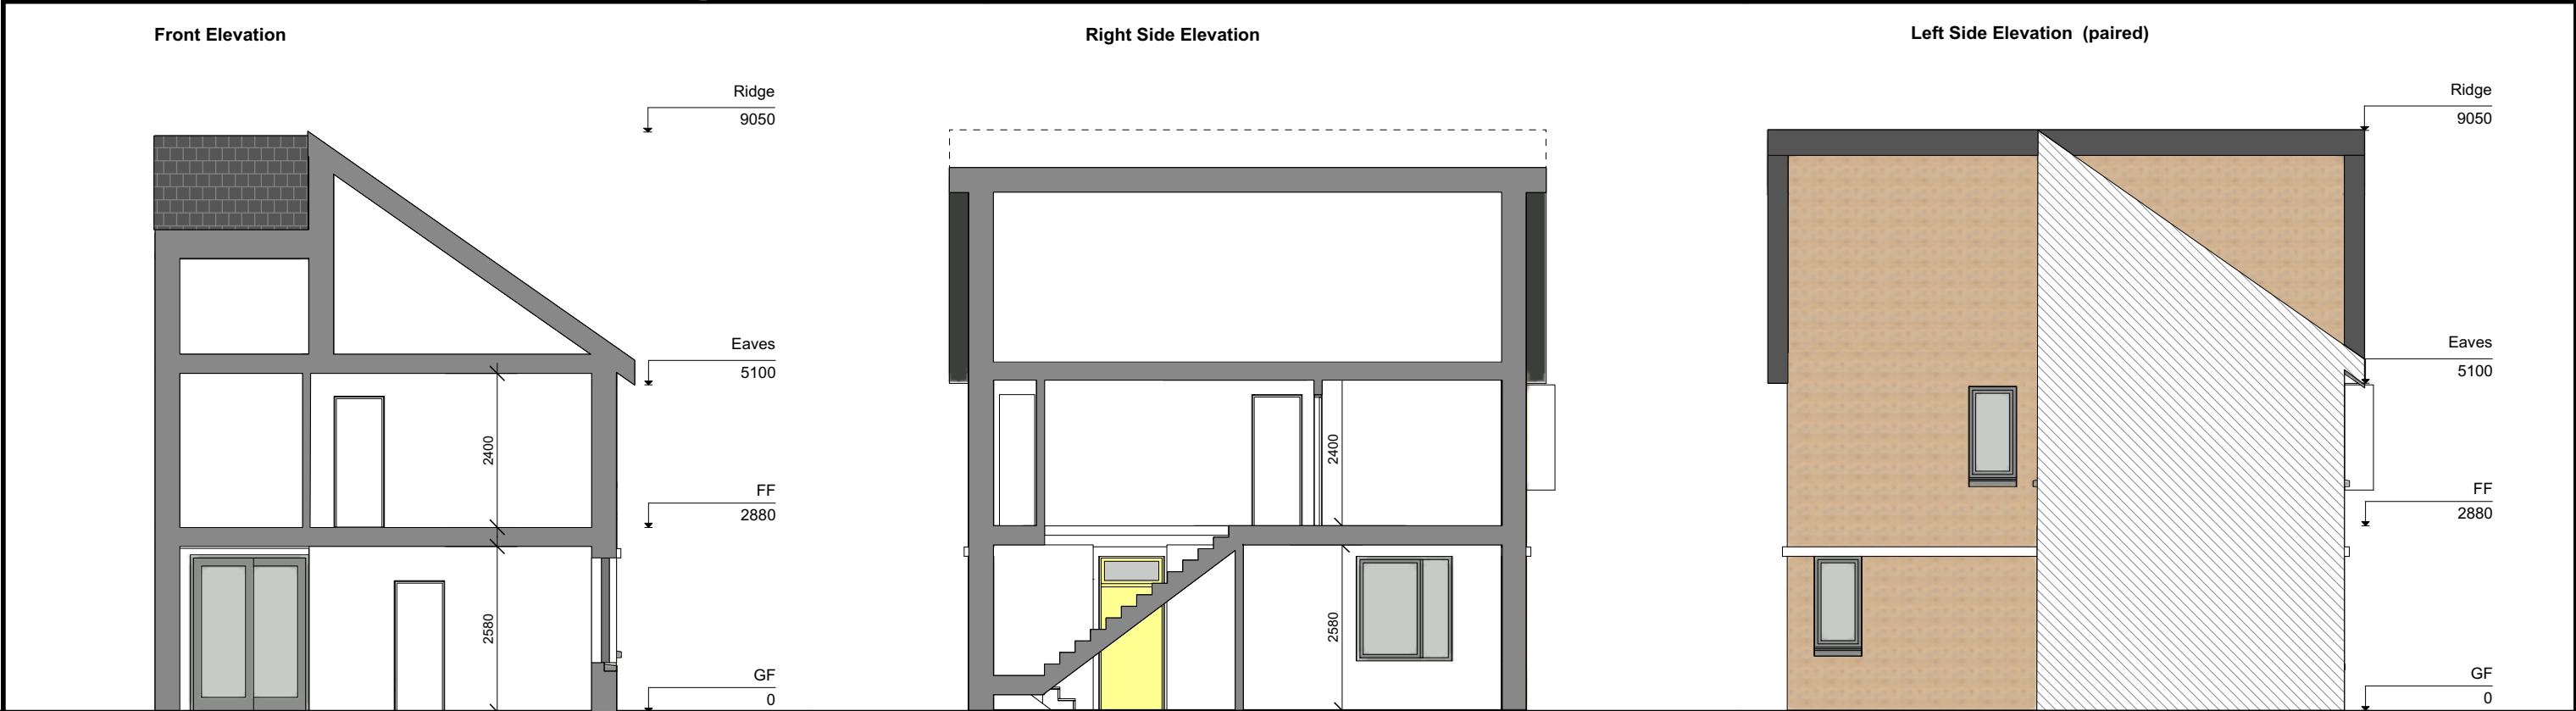 Front Elevation
Right Side Elevation
Left Side Elevation (paired)
Ridge
9050
Eaves
5100
FF
2880
GF
0
2400
2580
2400
2580
Ridge
9050
Eaves
5100
FF
2880
GF
0